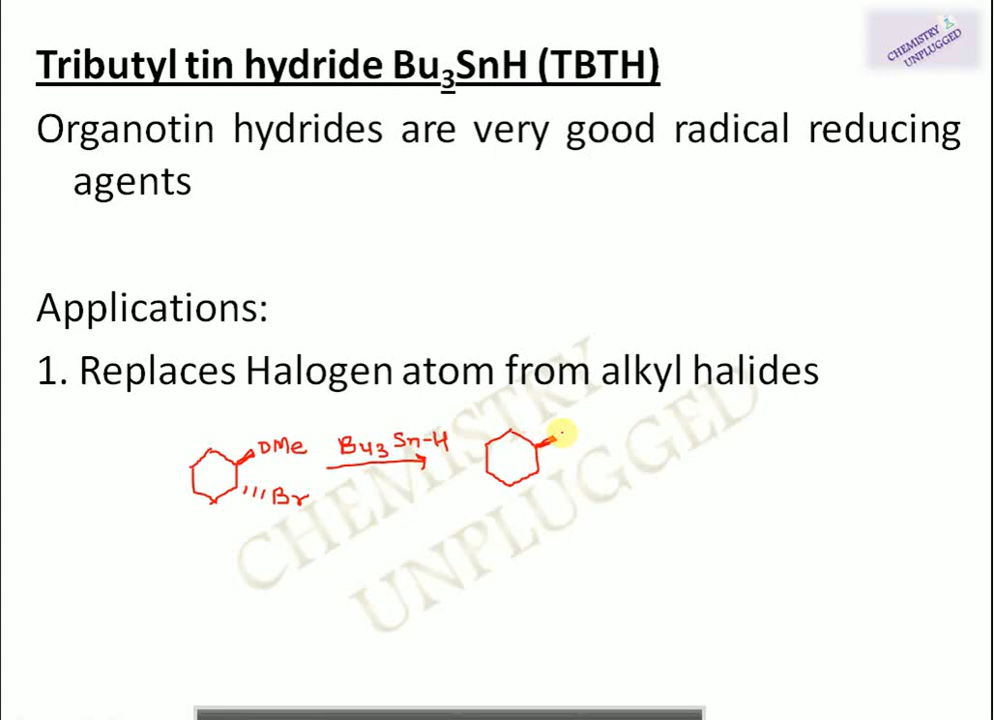 CHEMISTRY
UNPLUGGED
Tributyl tin hydride Bu₃SnH (TBTH)
Organotin hydrides are very good radical reducing
agents
Applications:
1. Replaces Halogen atom from alkyl halides
OMe Bu₃Sn-H
Br
CHEMISTRY
UNPLUGGED